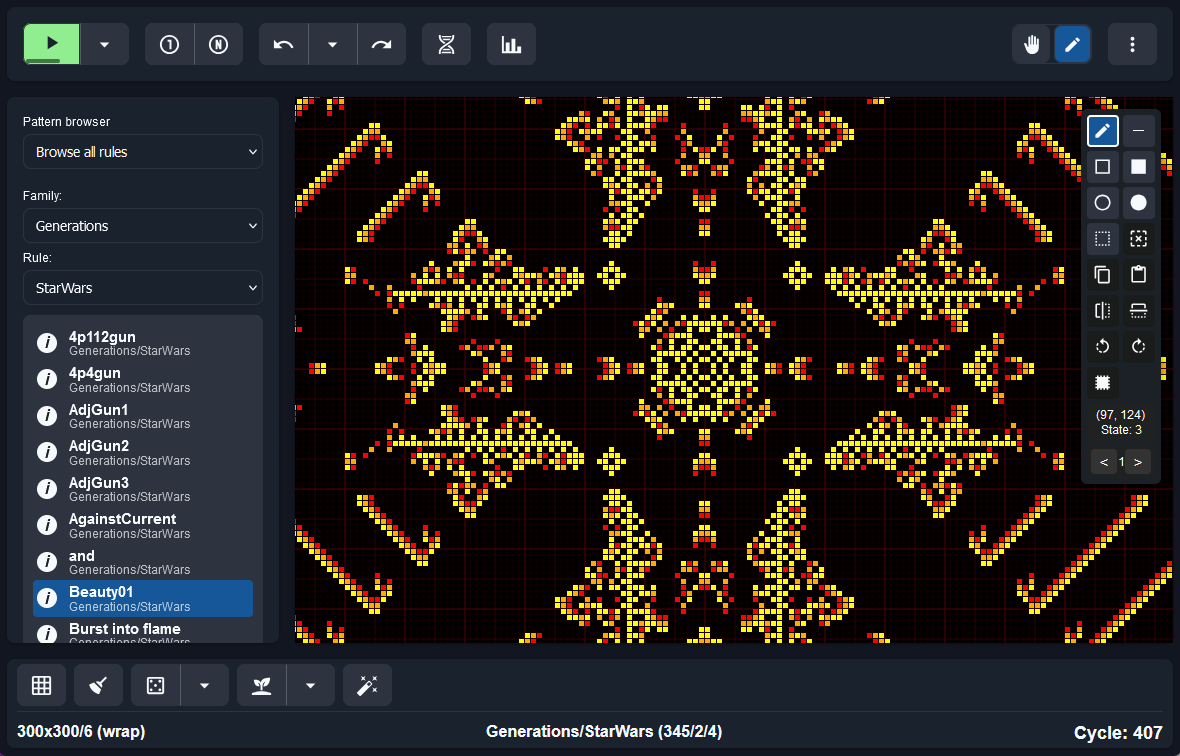 1
N
Pattern browser
Browse all rules
Family:
Generations
Rule:
StarWars
4p112gun
Generations/StarWars
4p4gun
Generations/StarWars
AdjGun1
Generations/StarWars
AdjGun2
Generations/StarWars
AdjGun3
Generations/StarWars
AgainstCurrent
Generations/StarWars
and
Generations/StarWars
Beauty01
Generations/StarWars
Burst into flame
Generations/StarWars
(97, 124)
State: 3
< 1 >
300x300/6 (wrap)
Generations/StarWars (345/2/4)
Cycle: 407